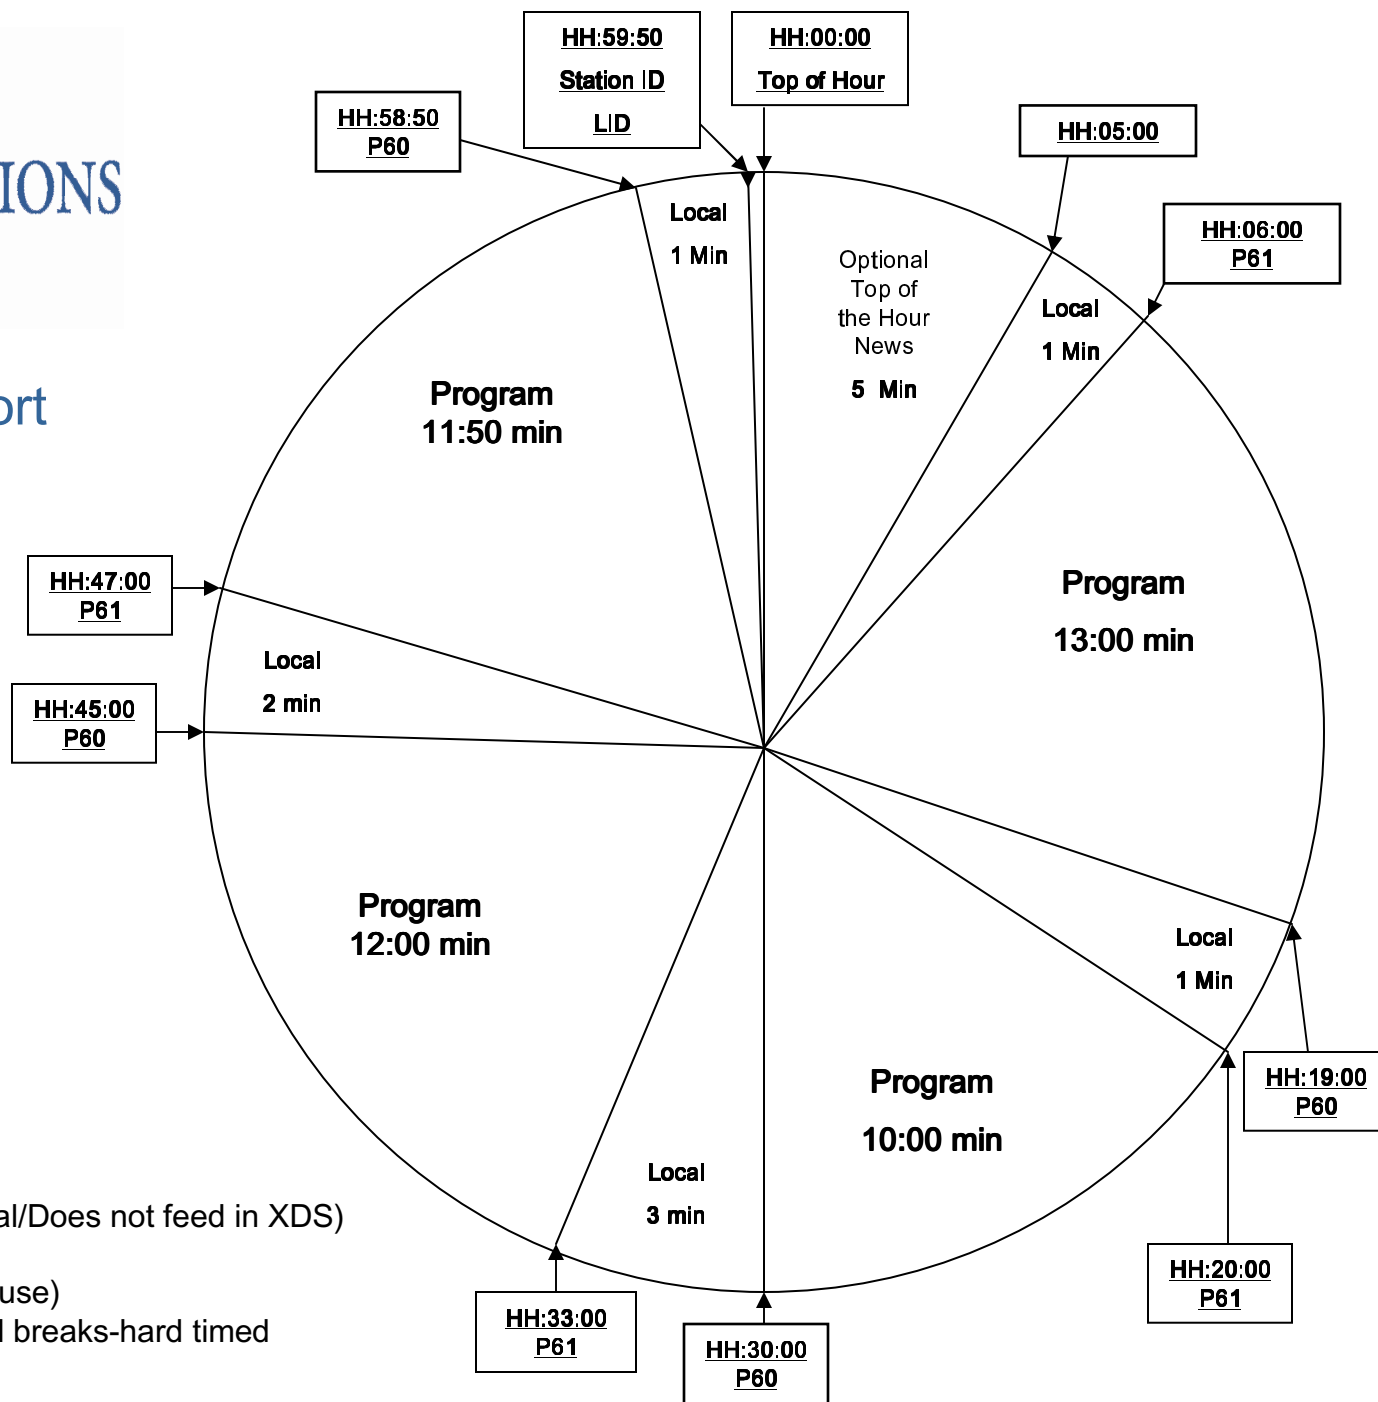 HH:59:50
Station ID
LID
HH:00:00
Top of Hour
HH:58:50
P60
HH:05:00
IONS
HH:06:00
P61
Local
1 Min
Optional
Top of
the Hour
News
5 Min
Local
1 Min
ort
Program
11:50 min
HH:47:00
P61
Program
13:00 min
Local
2 min
HH:45:00
P60
Program
12:00 min
Local
1 Min
HH:19:00
P60
Program
10:00 min
Local
3 min
al/Does not feed in XDS)
HH:20:00
P61
use)
l breaks-hard timed
HH:33:00
P61
HH:30:00
P60